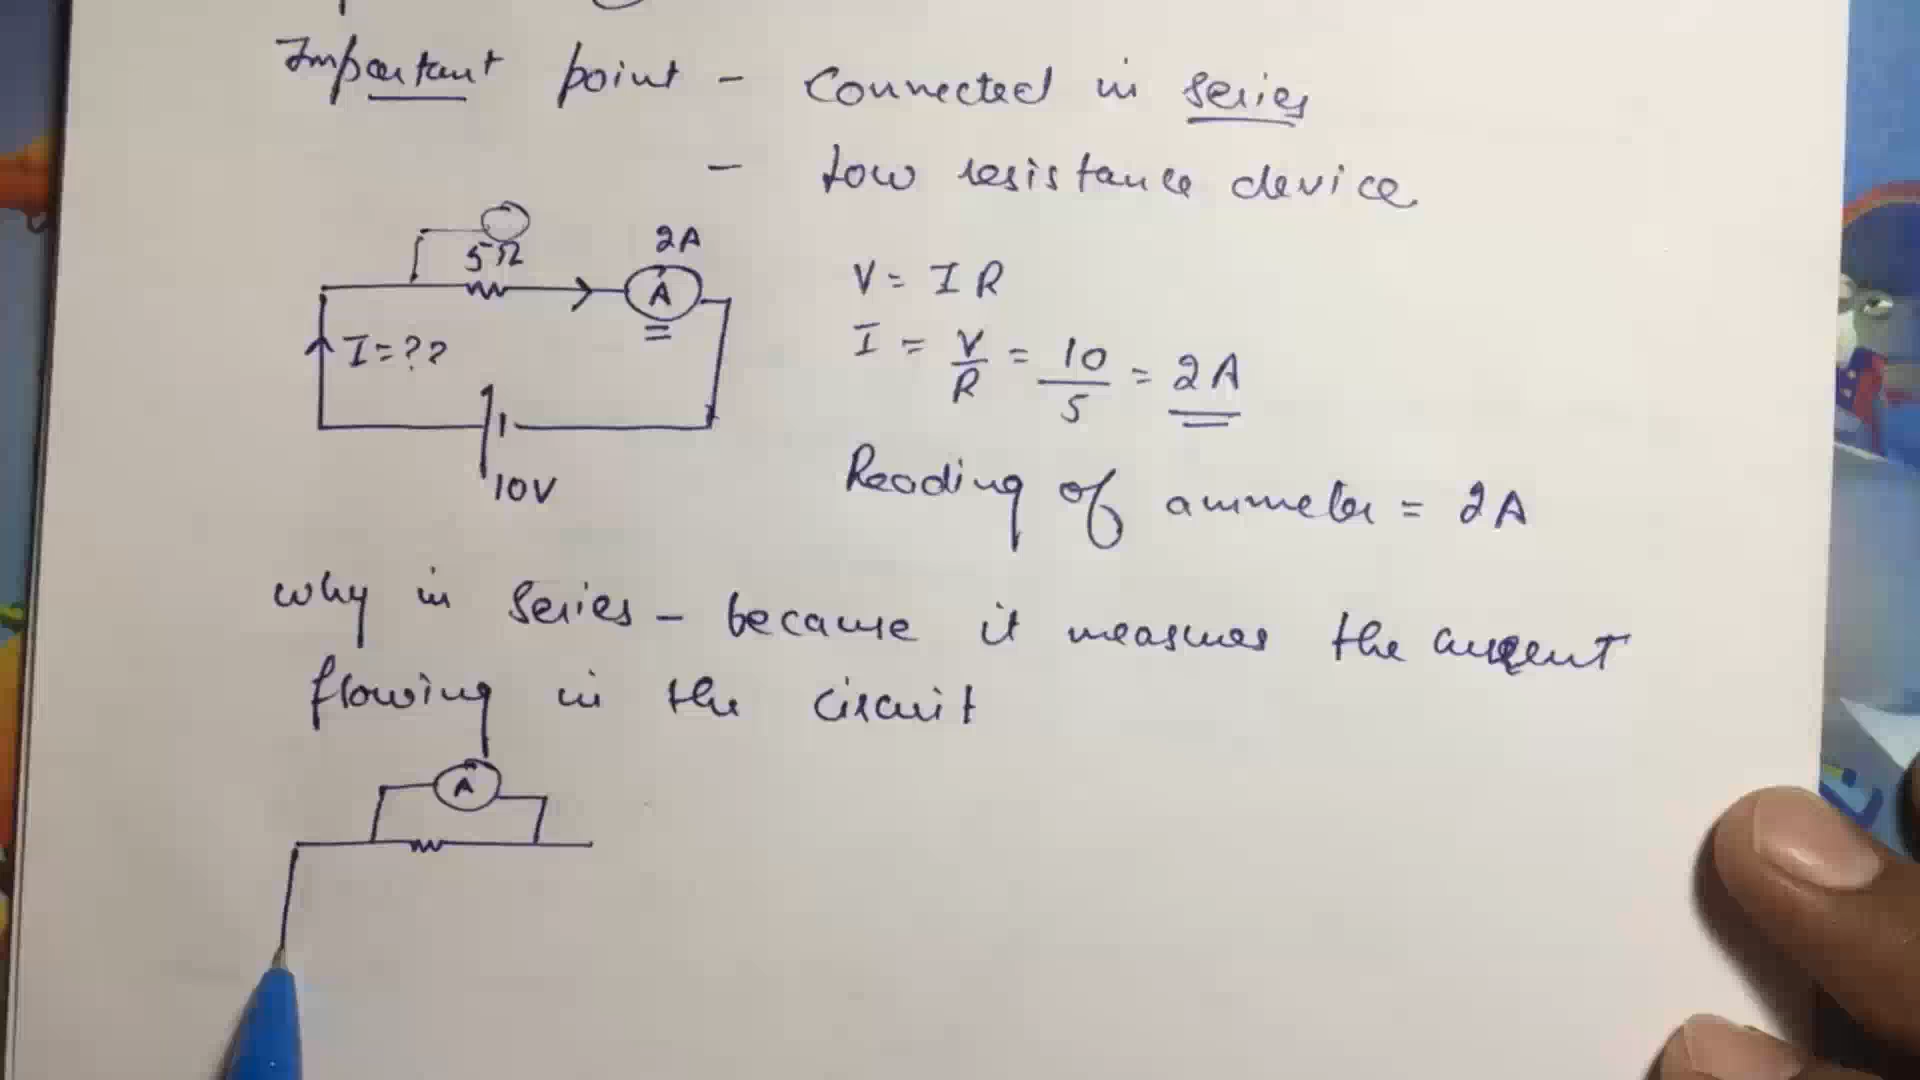 Important point - Connected in series
- Low resistance device
5Ω
2A
A
I=??
10V
V = IR
I = V/R = 10/5 = 2A
Reading of ammeter = 2A
why in series - because it measures the current
flowing in the circuit
A